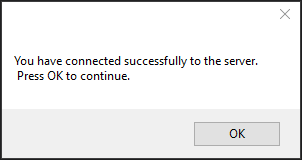 You have connected successfully to the server.
Press OK to continue.
OK